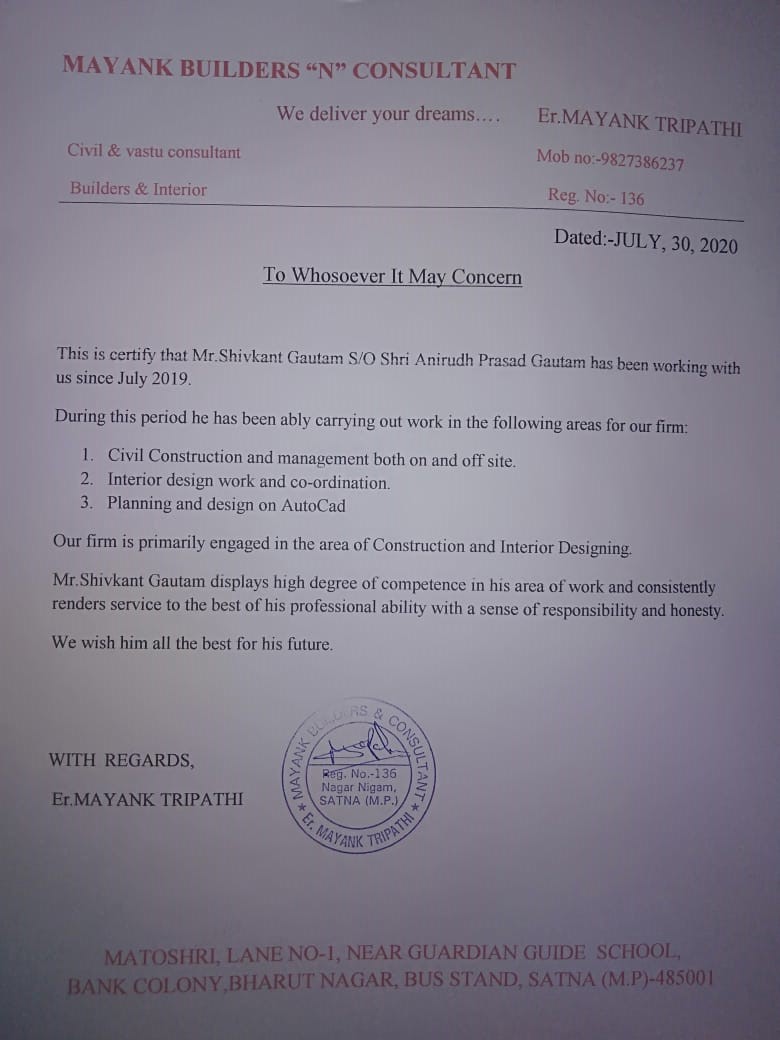 MAYANK BUILDERS “N” CONSULTANT
We deliver your dreams.... Er.MAYANK TRIPATHI
Civil & vastu consultant Mob no:-9827386237
Builders & Interior Reg. No:- 136
Dated:-JULY, 30, 2020
To Whosoever It May Concern
This is certify that Mr.Shivkant Gautam S/O Shri Anirudh Prasad Gautam has been working with
us since July 2019.
During this period he has been ably carrying out work in the following areas for our firm:
1. Civil Construction and management both on and off site.
2. Interior design work and co-ordination.
3. Planning and design on AutoCad
Our firm is primarily engaged in the area of Construction and Interior Designing.
Mr.Shivkant Gautam displays high degree of competence in his area of work and consistently
renders service to the best of his professional ability with a sense of responsibility and honesty.
We wish him all the best for his future.
WITH REGARDS,
Er.MAYANK TRIPATHI
MAYANK BUILDERS & CONSULTANT
Reg. No.-136
Nagar Nigam,
SATNA (M.P.)
★ Er. MAYANK TRIPATHI ★
MATOSHRI, LANE NO-1, NEAR GUARDIAN GUIDE SCHOOL,
BANK COLONY,BHARUT NAGAR, BUS STAND, SATNA (M.P)-485001